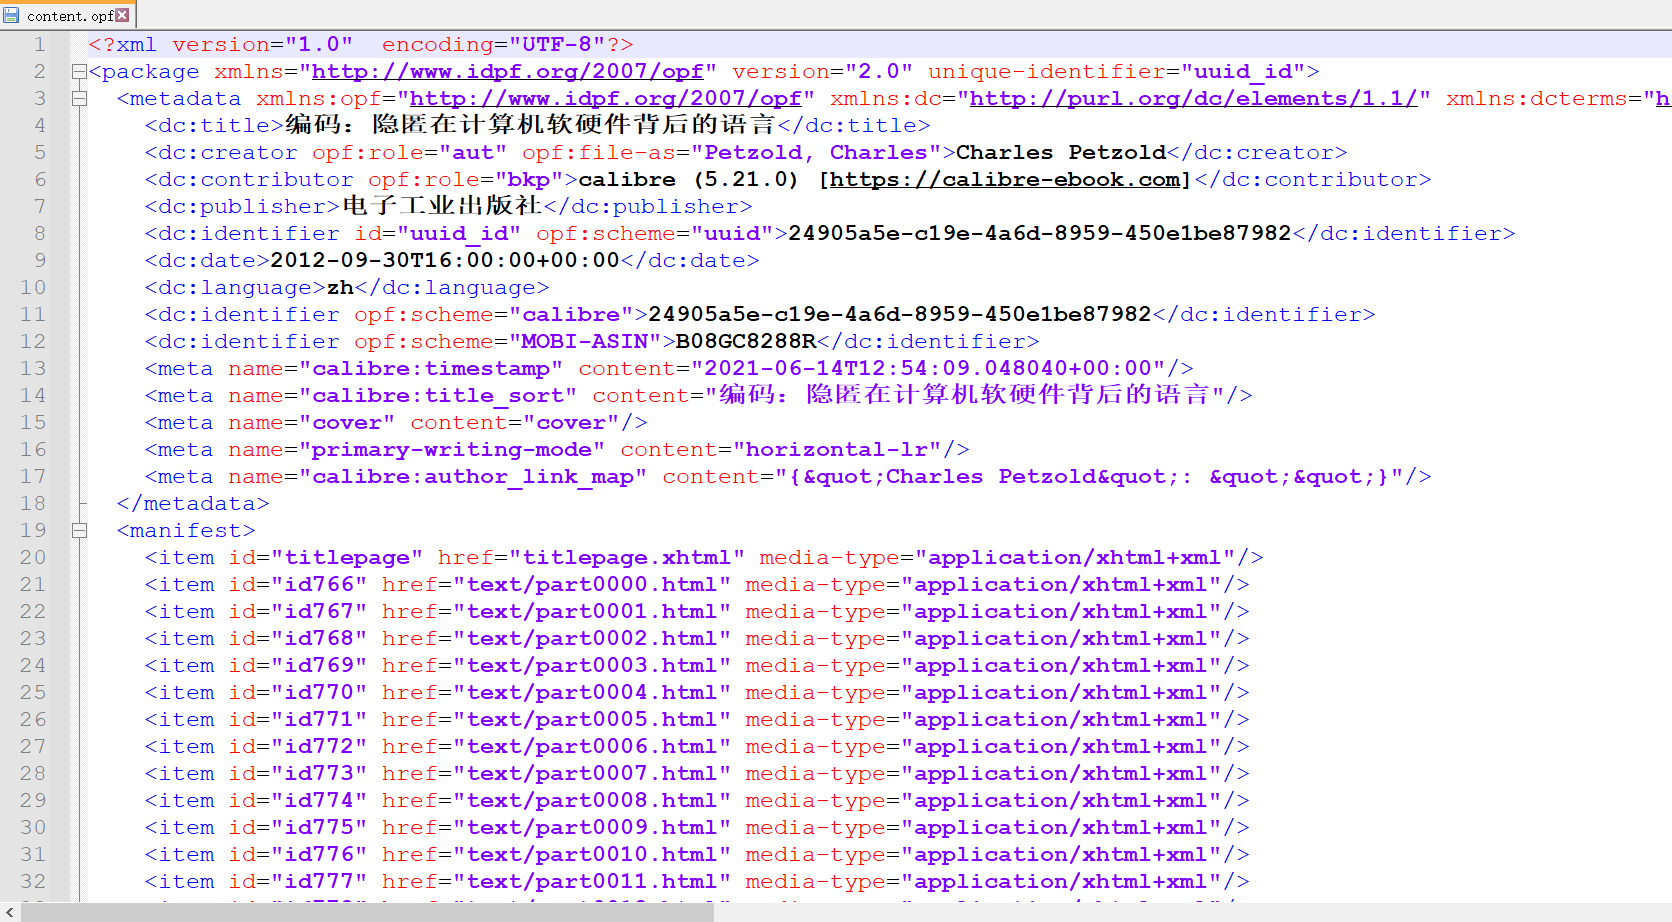 content.opf
1 <?xml version="1.0"  encoding="UTF-8"?>
2 <package xmlns="http://www.idpf.org/2007/opf" version="2.0" unique-identifier="uuid_id">
3 <metadata xmlns:opf="http://www.idpf.org/2007/opf" xmlns:dc="http://purl.org/dc/elements/1.1/" xmlns:dcterms="h
4 <dc:title>编码：隐匿在计算机软硬件背后的语言</dc:title>
5 <dc:creator opf:role="aut" opf:file-as="Petzold, Charles">Charles Petzold</dc:creator>
6 <dc:contributor opf:role="bkp">calibre (5.21.0) [https://calibre-ebook.com]</dc:contributor>
7 <dc:publisher>电子工业出版社</dc:publisher>
8 <dc:identifier id="uuid_id" opf:scheme="uuid">24905a5e-c19e-4a6d-8959-450e1be87982</dc:identifier>
9 <dc:date>2012-09-30T16:00:00+00:00</dc:date>
10 <dc:language>zh</dc:language>
11 <dc:identifier opf:scheme="calibre">24905a5e-c19e-4a6d-8959-450e1be87982</dc:identifier>
12 <dc:identifier opf:scheme="MOBI-ASIN">B08GC8288R</dc:identifier>
13 <meta name="calibre:timestamp" content="2021-06-14T12:54:09.048040+00:00"/>
14 <meta name="calibre:title_sort" content="编码：隐匿在计算机软硬件背后的语言"/>
15 <meta name="cover" content="cover"/>
16 <meta name="primary-writing-mode" content="horizontal-lr"/>
17 <meta name="calibre:author_link_map" content="{&quot;Charles Petzold&quot;: &quot;&quot;}"/>
18 </metadata>
19 <manifest>
20 <item id="titlepage" href="titlepage.xhtml" media-type="application/xhtml+xml"/>
21 <item id="id766" href="text/part0000.html" media-type="application/xhtml+xml"/>
22 <item id="id767" href="text/part0001.html" media-type="application/xhtml+xml"/>
23 <item id="id768" href="text/part0002.html" media-type="application/xhtml+xml"/>
24 <item id="id769" href="text/part0003.html" media-type="application/xhtml+xml"/>
25 <item id="id770" href="text/part0004.html" media-type="application/xhtml+xml"/>
26 <item id="id771" href="text/part0005.html" media-type="application/xhtml+xml"/>
27 <item id="id772" href="text/part0006.html" media-type="application/xhtml+xml"/>
28 <item id="id773" href="text/part0007.html" media-type="application/xhtml+xml"/>
29 <item id="id774" href="text/part0008.html" media-type="application/xhtml+xml"/>
30 <item id="id775" href="text/part0009.html" media-type="application/xhtml+xml"/>
31 <item id="id776" href="text/part0010.html" media-type="application/xhtml+xml"/>
32 <item id="id777" href="text/part0011.html" media-type="application/xhtml+xml"/>